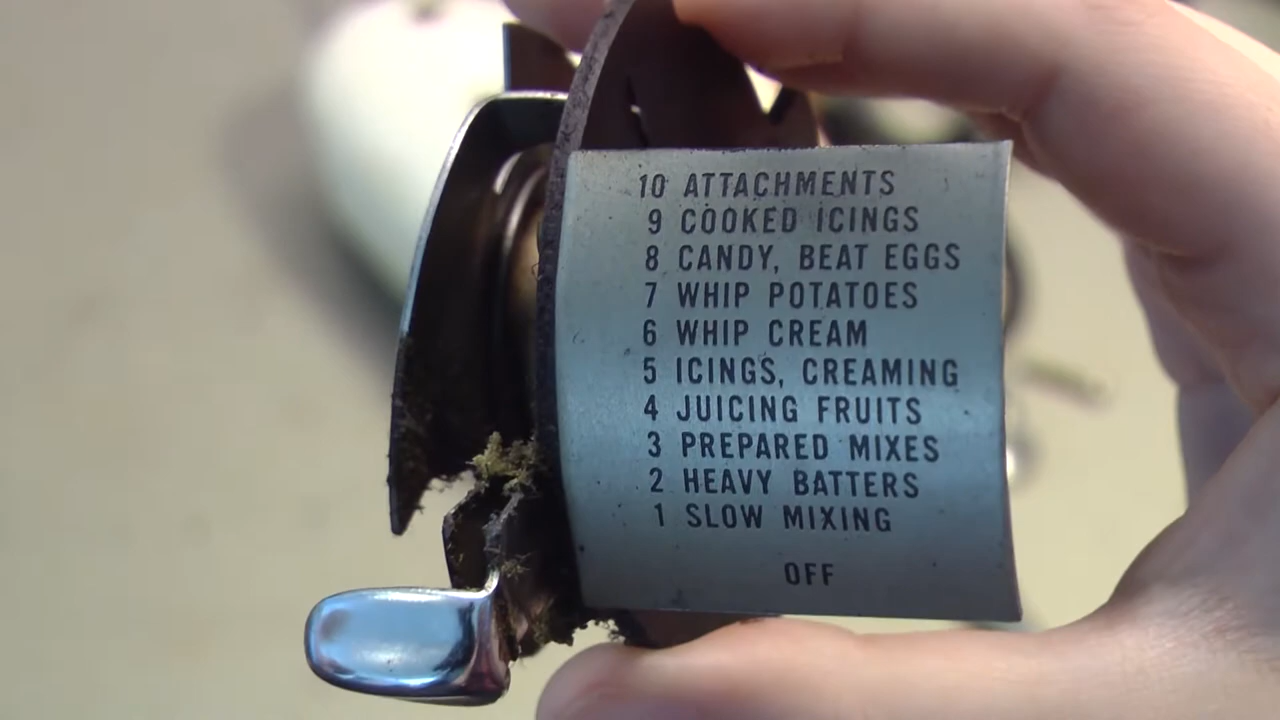 10 ATTACHMENTS
9 COOKED ICINGS
8 CANDY, BEAT EGGS
7 WHIP POTATOES
6 WHIP CREAM
5 ICINGS, CREAMING
4 JUICING FRUITS
3 PREPARED MIXES
2 HEAVY BATTERS
1 SLOW MIXING
OFF